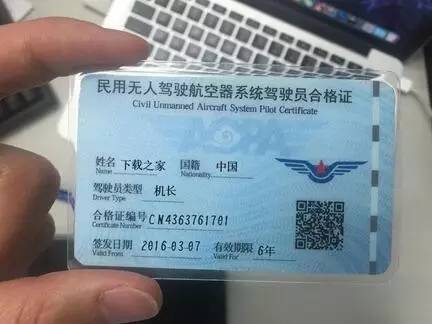 民用无人驾驶航空器系统驾驶员合格证
Civil Unmanned Aircraft System Pilot Certificate
姓名 下载之家 国籍 中国
Name Nationality
驾驶员类型 机长
Driver Type
合格证编号 CN4363761701
Certificate Number
签发日期 2016-03-07 有效期限 6年
Valid From Valid For